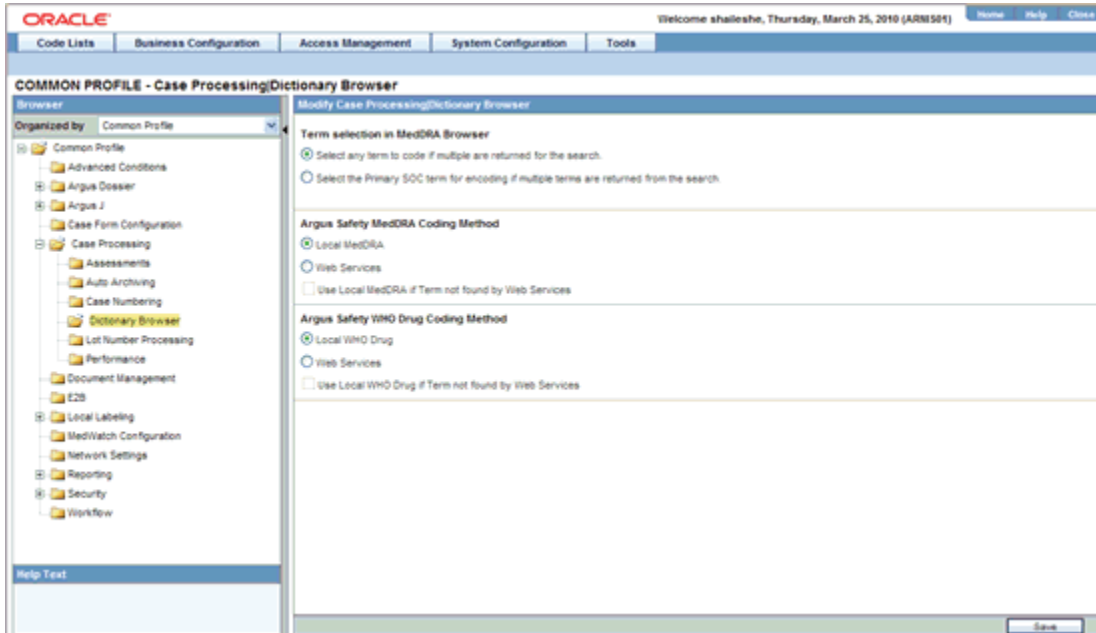 ORACLE
Welcome shaileshe, Thursday, March 25, 2010 (ARMIS01)
Home Help Close
Code Lists Business Configuration Access Management System Configuration Tools
COMMON PROFILE - Case Processing|Dictionary Browser
Browser
Organized by Common Profile
Common Profile
Advanced Conditions
Argus Dossier
Argus J
Case Form Configuration
Case Processing
Assessments
Auto Archiving
Case Numbering
Dictionary Browser
Lot Number Processing
Performance
Document Management
E2B
Local Labeling
MedWatch Configuration
Network Settings
Reporting
Security
Workflow
Help Text
Modify Case Processing|Dictionary Browser
Term selection in MedDRA Browser
Select any term to code if multiple are returned for the search.
Select the Primary SOC term for encoding if multiple terms are returned from the search.
Argus Safety MedDRA Coding Method
Local MedDRA
Web Services
Use Local MedDRA if Term not found by Web Services
Argus Safety WHO Drug Coding Method
Local WHO Drug
Web Services
Use Local WHO Drug if Term not found by Web Services
Save